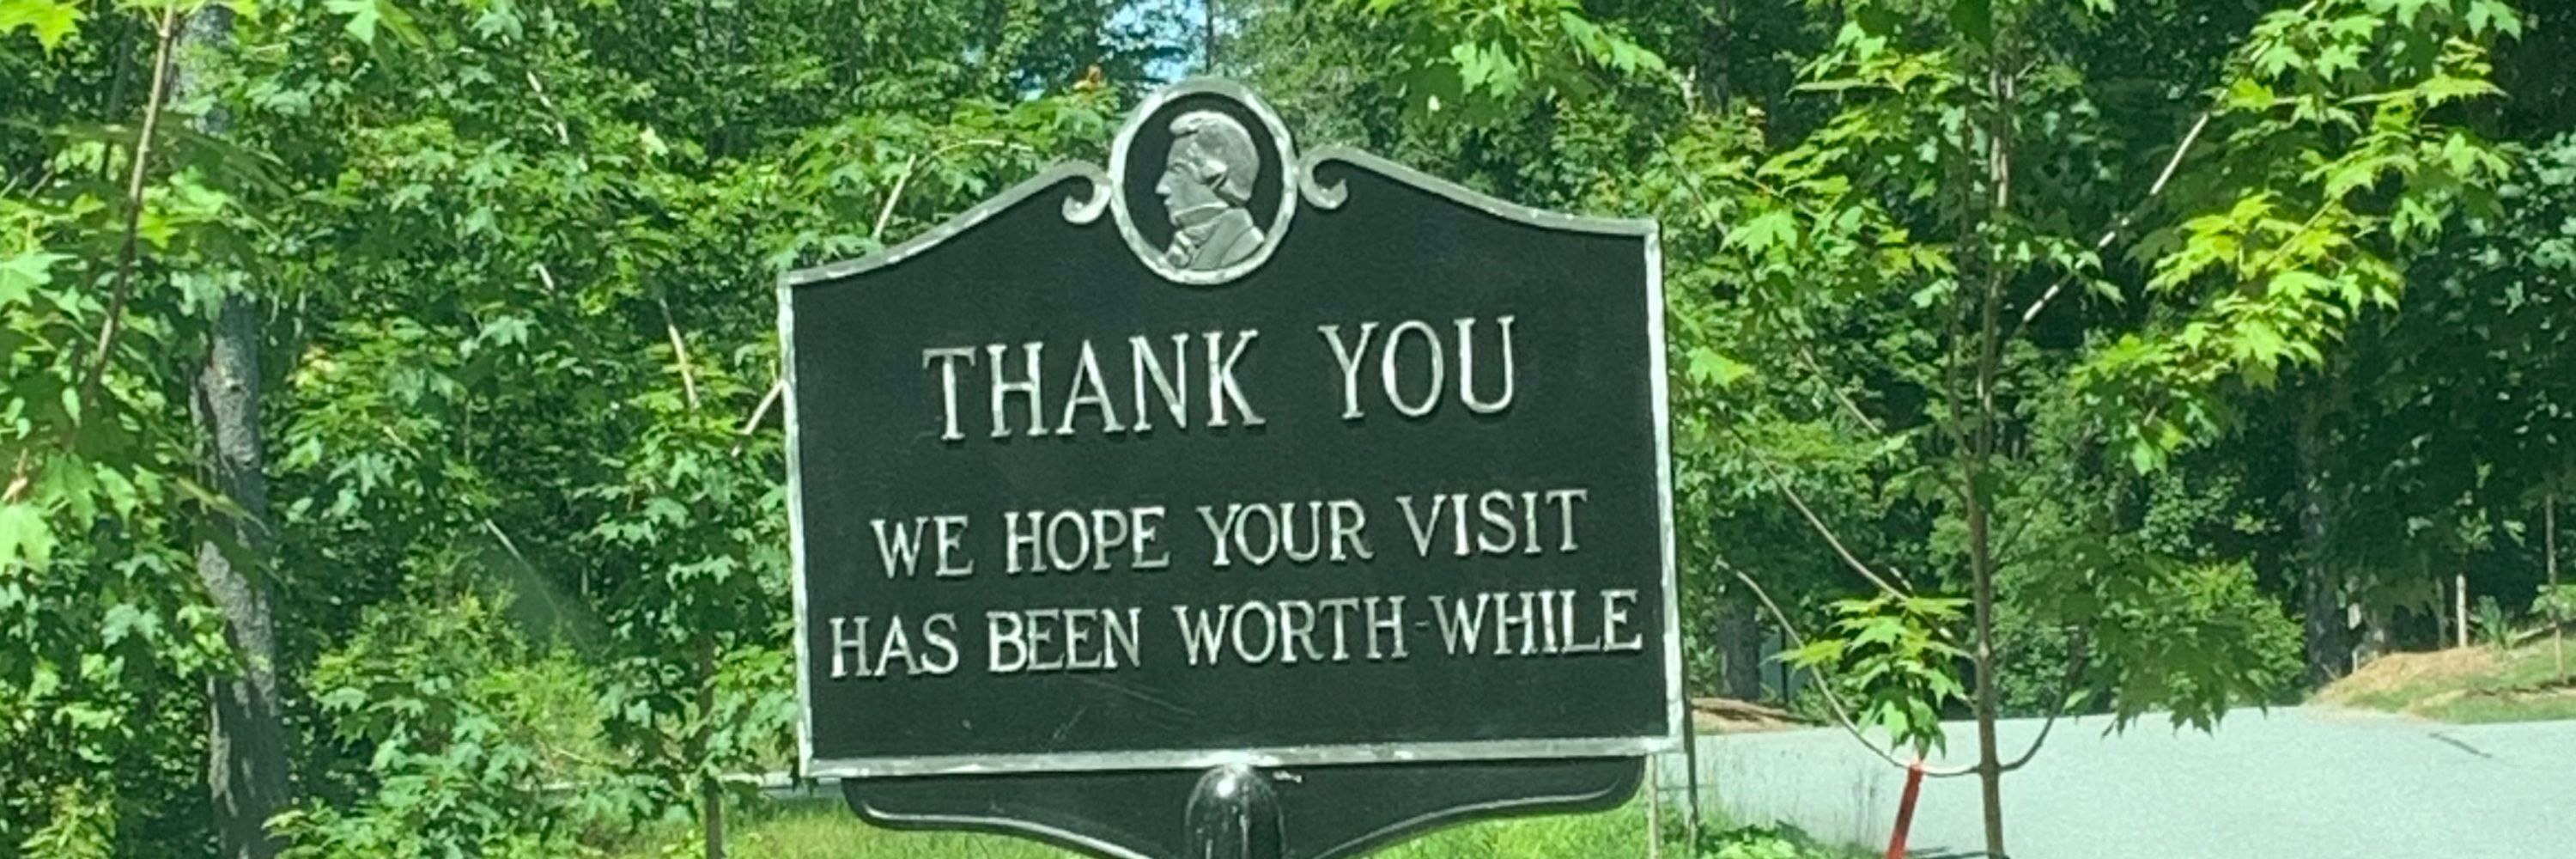 THANK YOU
WE HOPE YOUR VISIT
HAS BEEN WORTH-WHILE